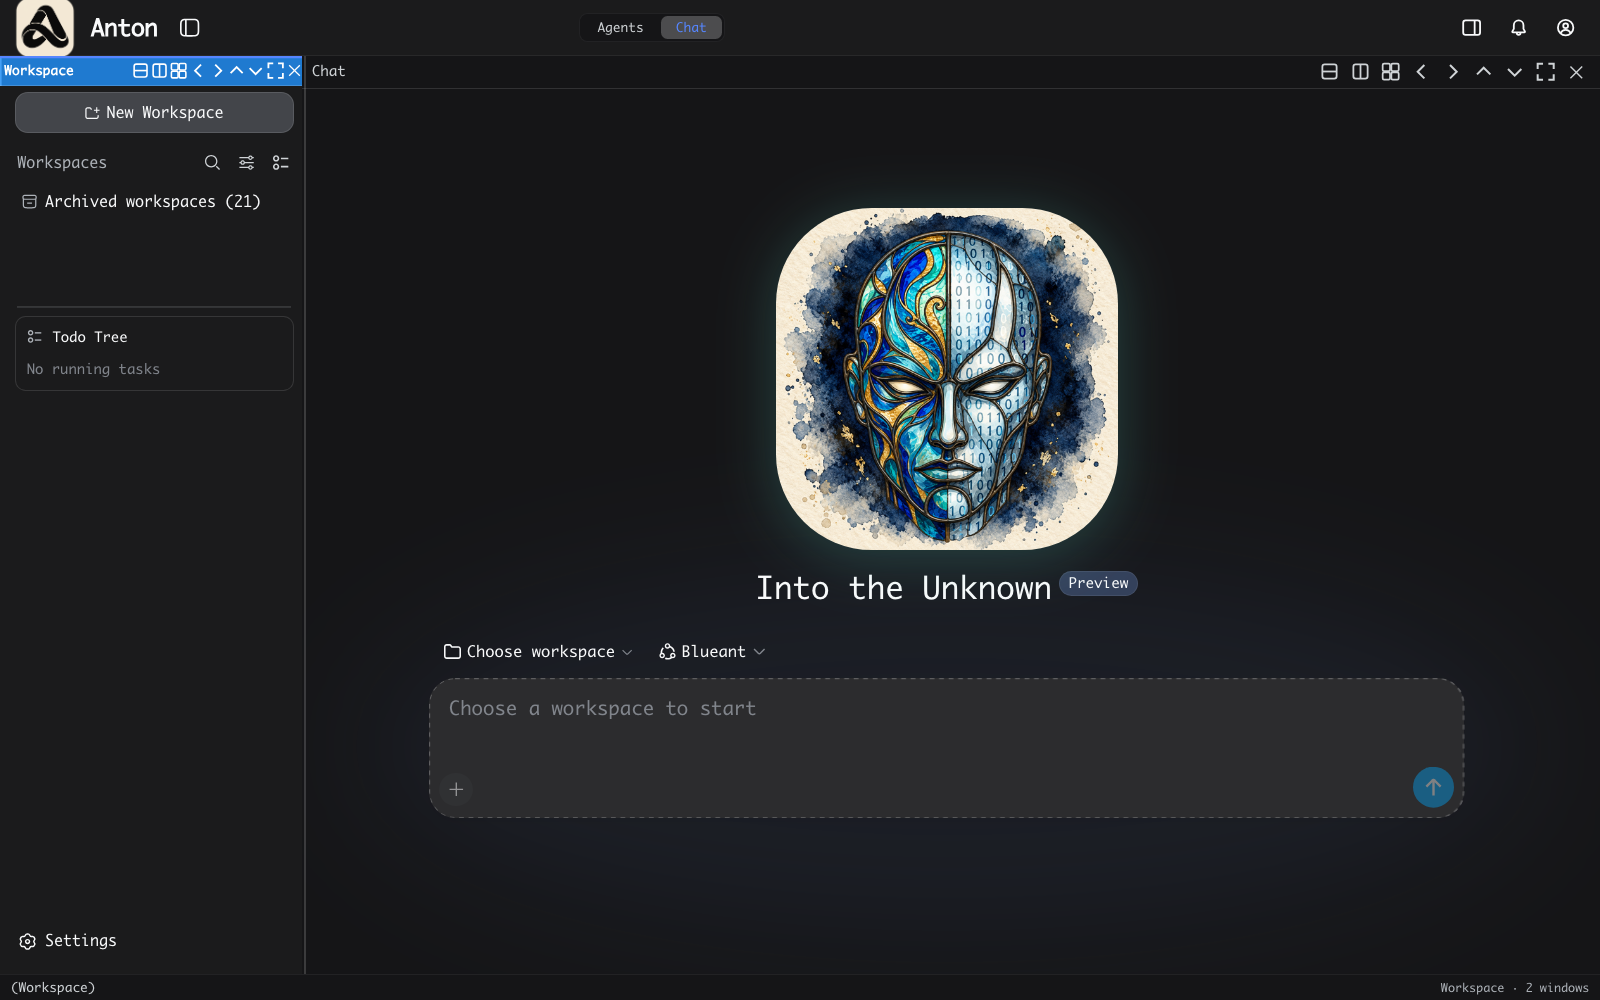 Anton
Agents
Chat
Workspace
Chat
New Workspace
Workspaces
Archived workspaces (21)
Todo Tree
No running tasks
Into the Unknown
Preview
Choose workspace
Blueant
Choose a workspace to start
Settings
(Workspace)
Workspace · 2 windows